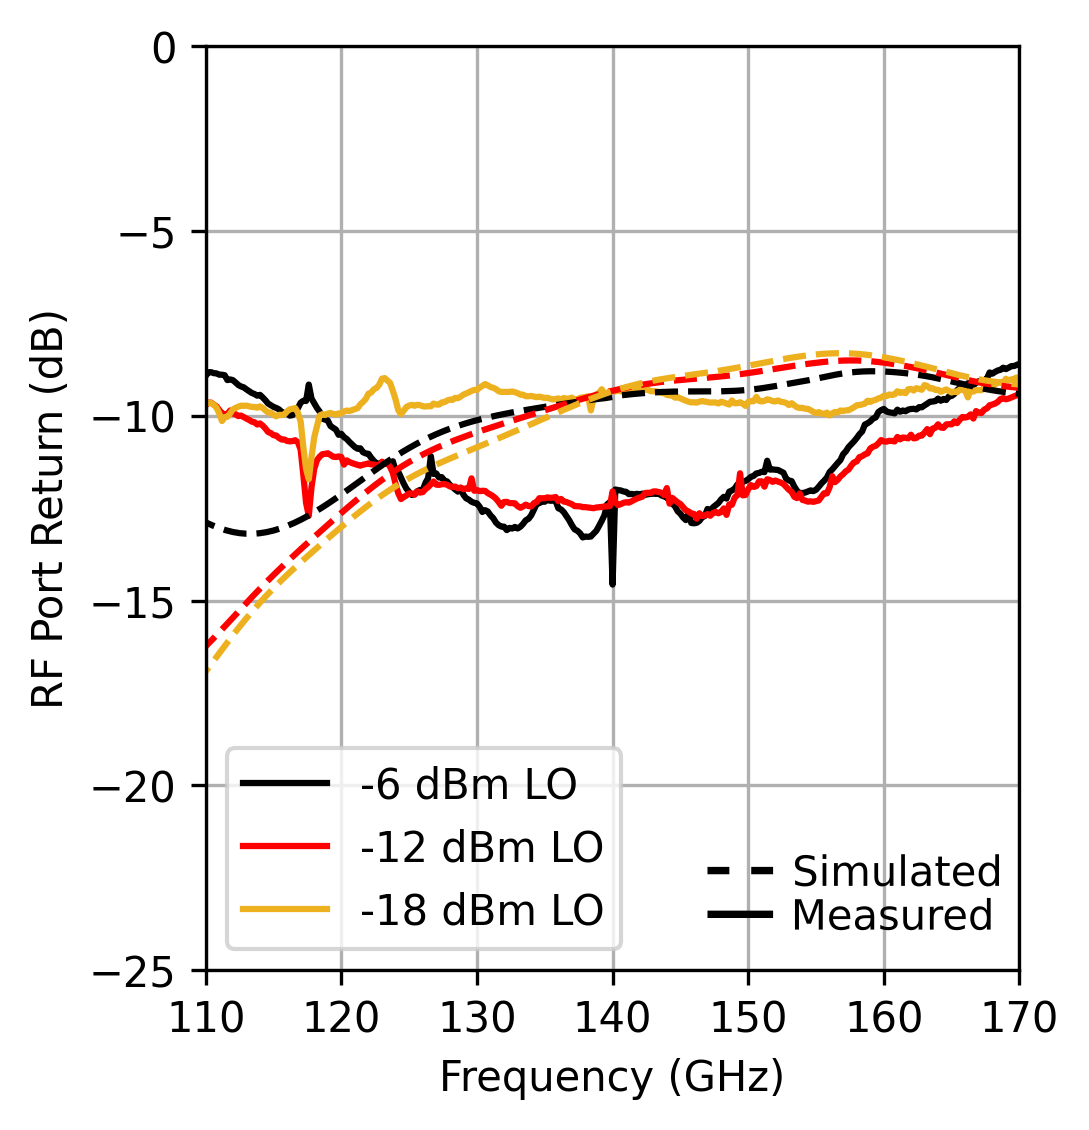 0
−5
−10
−15
−20
−25
RF Port Return (dB)
-6 dBm LO
-12 dBm LO
-18 dBm LO
Simulated
Measured
110 120 130 140 150 160 170
Frequency (GHz)